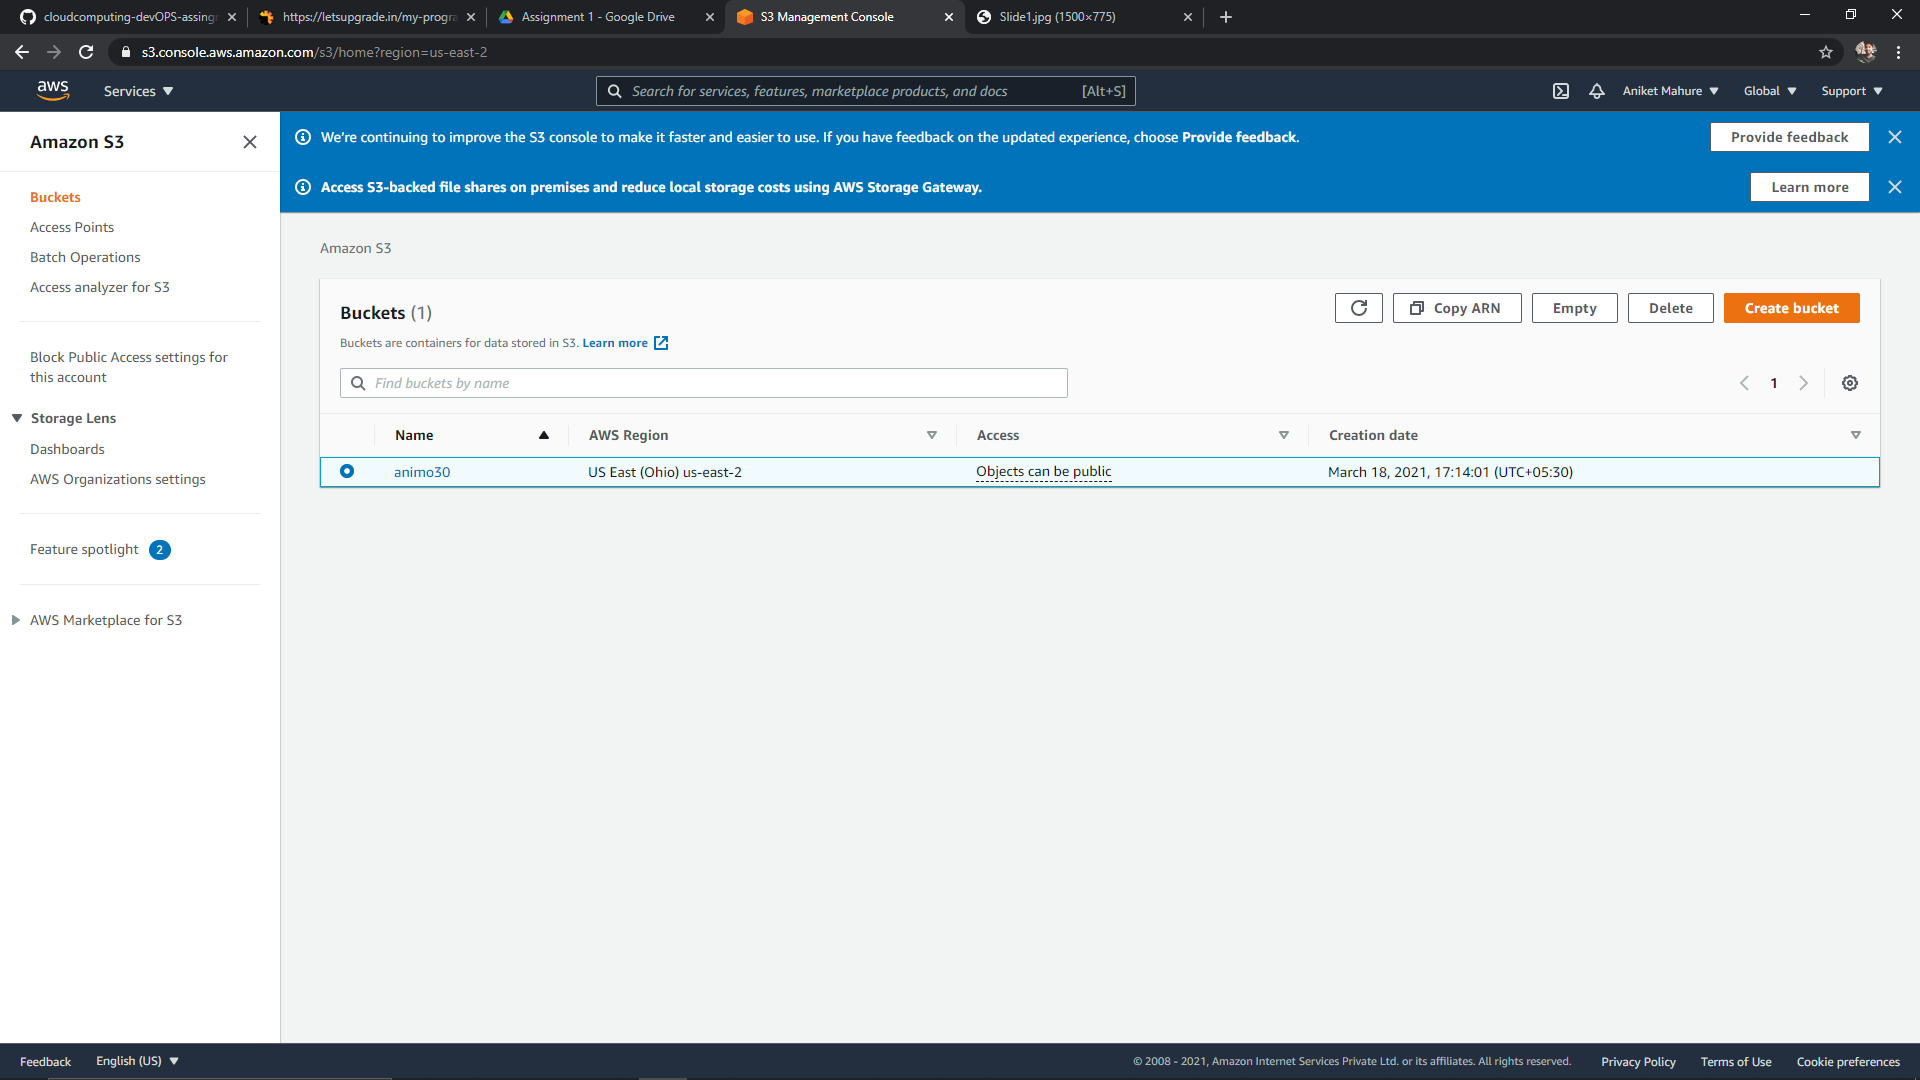 cloudcomputing-devOPS-assingn
https://letsupgrade.in/my-progra
Assignment 1 - Google Drive
S3 Management Console
Slide1.jpg (1500×775)
s3.console.aws.amazon.com/s3/home?region=us-east-2
aws
Services
Search for services, features, marketplace products, and docs [Alt+S]
Aniket Mahure
Global
Support
Amazon S3
Buckets
Access Points
Batch Operations
Access analyzer for S3
Block Public Access settings for
this account
Storage Lens
Dashboards
AWS Organizations settings
Feature spotlight 2
AWS Marketplace for S3
We're continuing to improve the S3 console to make it faster and easier to use. If you have feedback on the updated experience, choose Provide feedback.
Provide feedback
Access S3-backed file shares on premises and reduce local storage costs using AWS Storage Gateway.
Learn more
Amazon S3
Buckets (1)
Copy ARN
Empty
Delete
Create bucket
Buckets are containers for data stored in S3. Learn more
Find buckets by name
1
Name AWS Region Access Creation date
animo30 US East (Ohio) us-east-2 Objects can be public March 18, 2021, 17:14:01 (UTC+05:30)
Feedback
English (US)
© 2008 - 2021, Amazon Internet Services Private Ltd. or its affiliates. All rights reserved.
Privacy Policy
Terms of Use
Cookie preferences